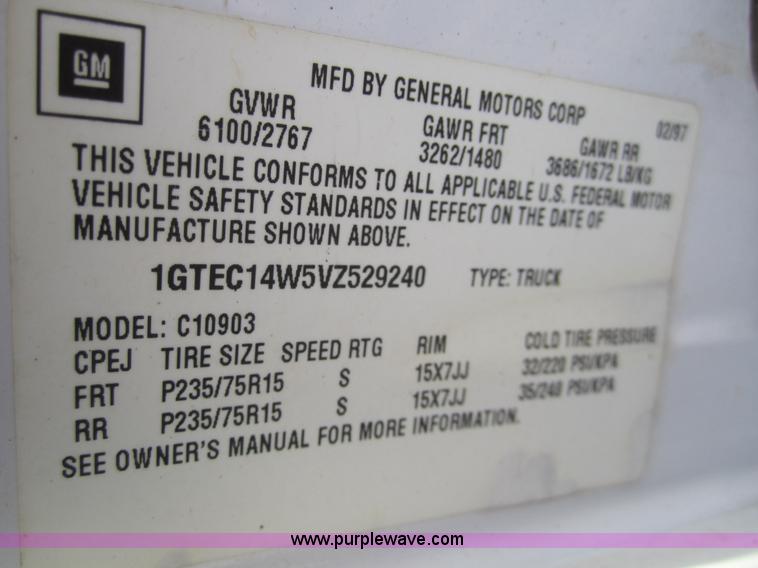 GM
MFD BY GENERAL MOTORS CORP 02/97
GVWR GAWR FRT GAWR RR
6100/2767 3262/1480 3686/1672 LB/KG
THIS VEHICLE CONFORMS TO ALL APPLICABLE U.S. FEDERAL MOTOR
VEHICLE SAFETY STANDARDS IN EFFECT ON THE DATE OF
MANUFACTURE SHOWN ABOVE.
1GTEC14W5VZ529240 TYPE: TRUCK
MODEL: C10903
CPEJ TIRE SIZE SPEED RTG RIM COLD TIRE PRESSURE
FRT P235/75R15 S 15X7JJ 32/220 PSI/KPA
RR P235/75R15 S 15X7JJ 35/240 PSI/KPA
SEE OWNER'S MANUAL FOR MORE INFORMATION.
www.purplewave.com